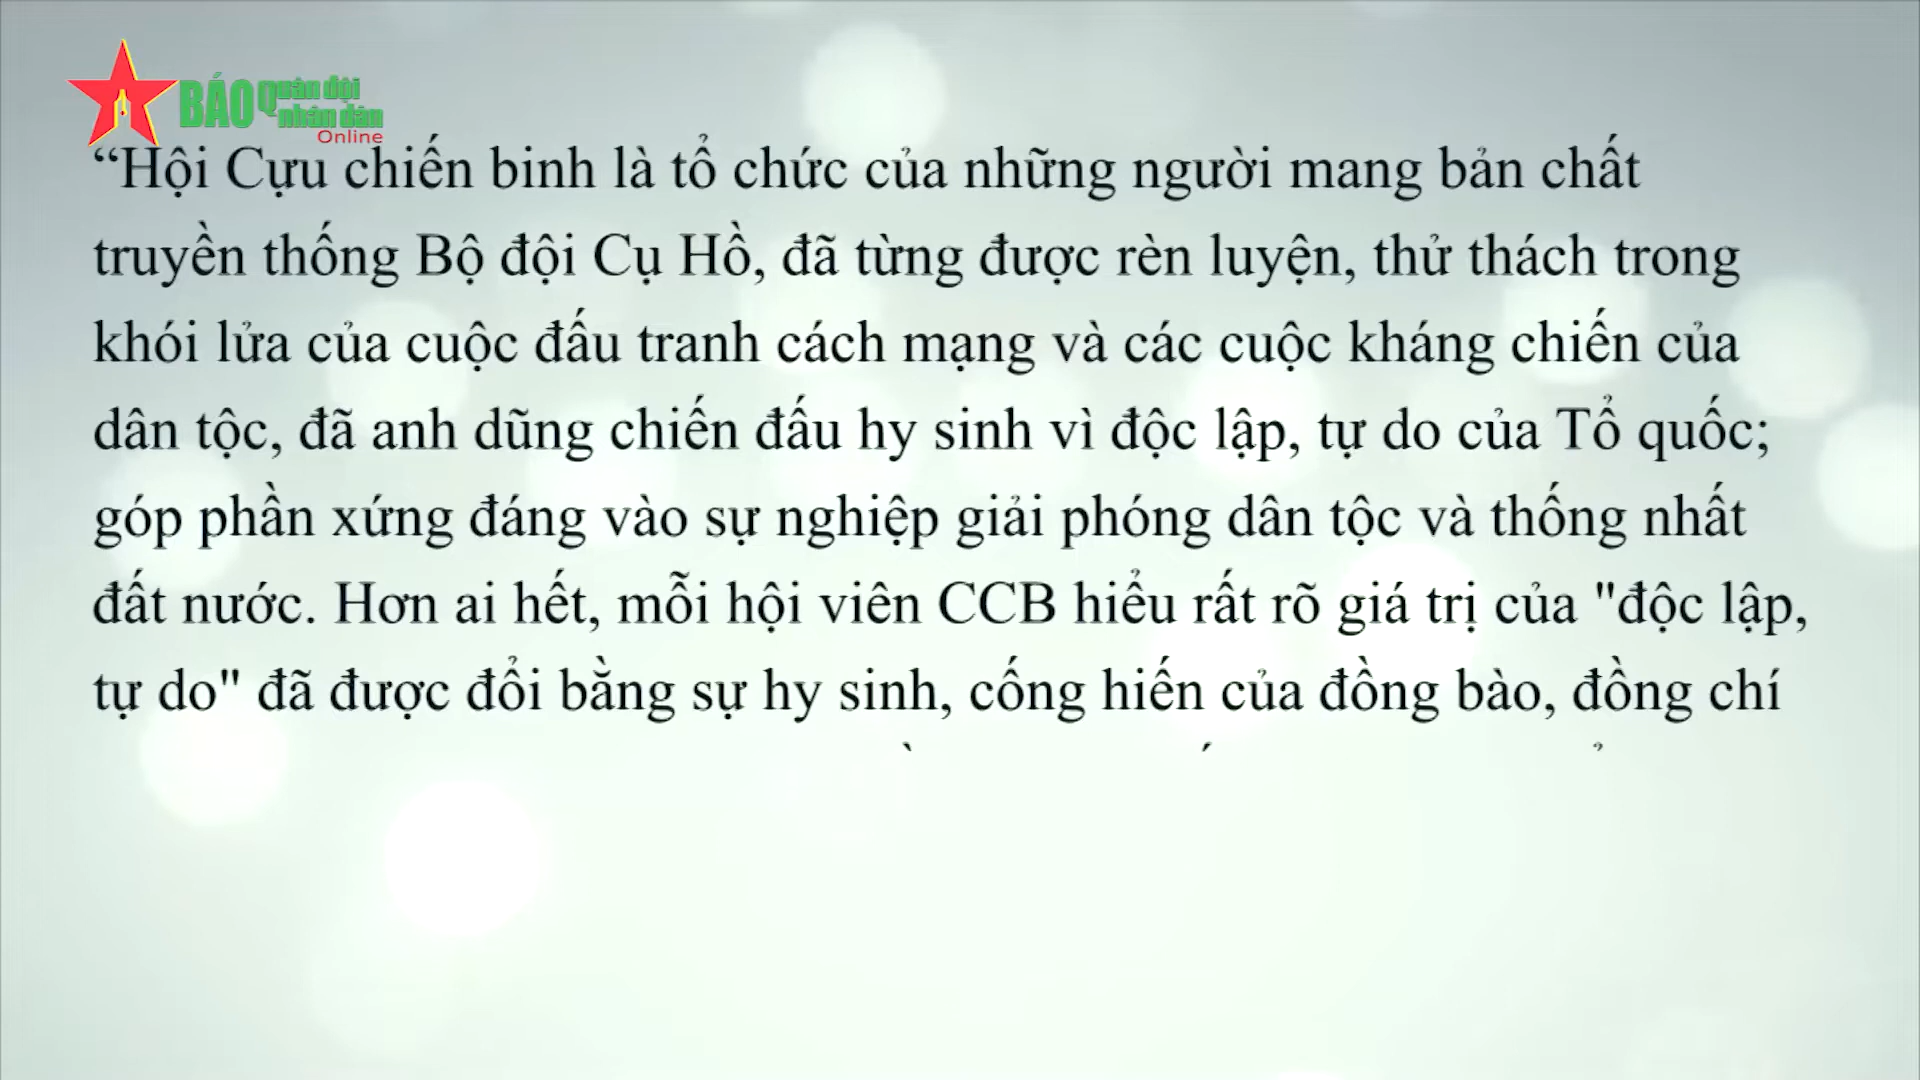 BÁO Quân đội
nhân dân
Online
“Hội Cựu chiến binh là tổ chức của những người mang bản chất
truyền thống Bộ đội Cụ Hồ, đã từng được rèn luyện, thử thách trong
khói lửa của cuộc đấu tranh cách mạng và các cuộc kháng chiến của
dân tộc, đã anh dũng chiến đấu hy sinh vì độc lập, tự do của Tổ quốc;
góp phần xứng đáng vào sự nghiệp giải phóng dân tộc và thống nhất
đất nước. Hơn ai hết, mỗi hội viên CCB hiểu rất rõ giá trị của "độc lập,
tự do" đã được đổi bằng sự hy sinh, cống hiến của đồng bào, đồng chí